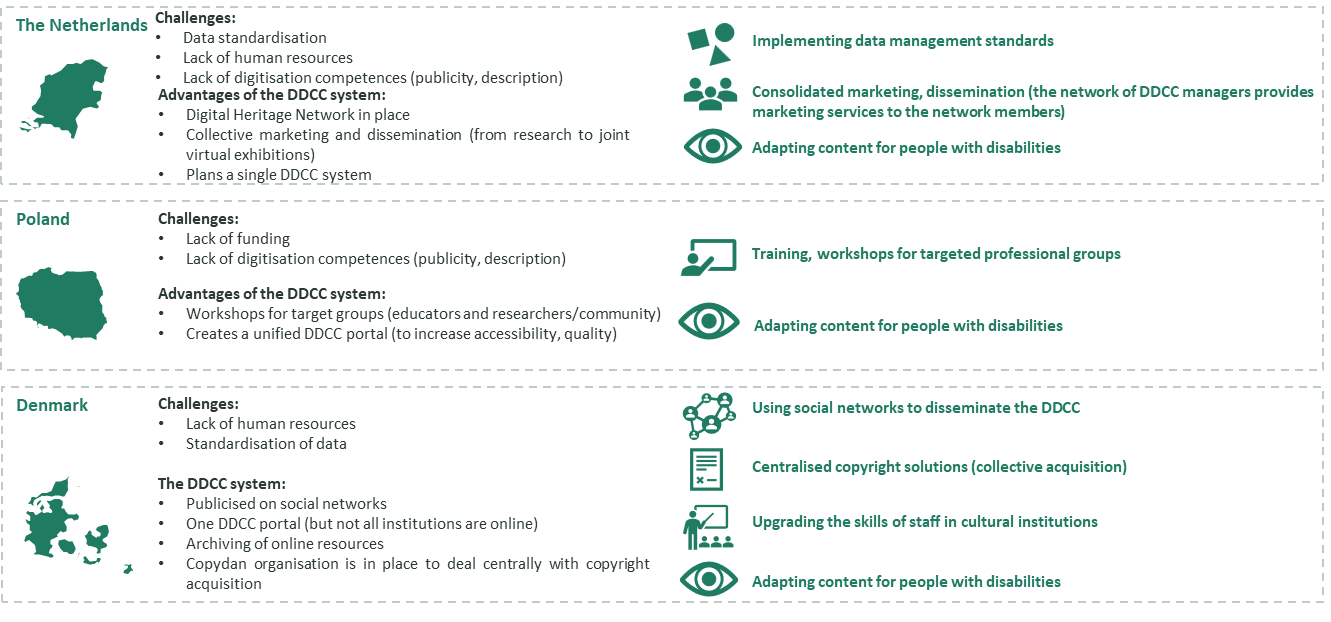 The Netherlands
Challenges:
• Data standardisation
• Lack of human resources
• Lack of digitisation competences (publicity, description)
Advantages of the DDCC system:
• Digital Heritage Network in place
• Collective marketing and dissemination (from research to joint
virtual exhibitions)
• Plans a single DDCC system
Implementing data management standards
Consolidated marketing, dissemination (the network of DDCC managers provides
marketing services to the network members)
Adapting content for people with disabilities
Poland
Challenges:
• Lack of funding
• Lack of digitisation competences (publicity, description)
Advantages of the DDCC system:
• Workshops for target groups (educators and researchers/community)
• Creates a unified DDCC portal (to increase accessibility, quality)
Training, workshops for targeted professional groups
Adapting content for people with disabilities
Denmark
Challenges:
• Lack of human resources
• Standardisation of data
The DDCC system:
• Publicised on social networks
• One DDCC portal (but not all institutions are online)
• Archiving of online resources
• Copydan organisation is in place to deal centrally with copyright
acquisition
Using social networks to disseminate the DDCC
Centralised copyright solutions (collective acquisition)
Upgrading the skills of staff in cultural institutions
Adapting content for people with disabilities